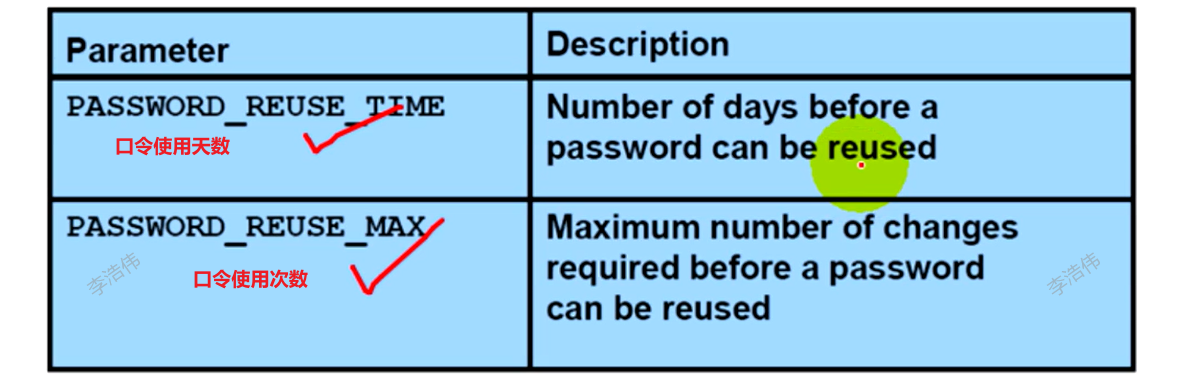 Parameter
Description
PASSWORD_REUSE_TIME
口令使用天数
Number of days before a
password can be reused
PASSWORD_REUSE_MAX
口令使用次数
李浩伟
Maximum number of changes
required before a password
can be reused
李浩伟